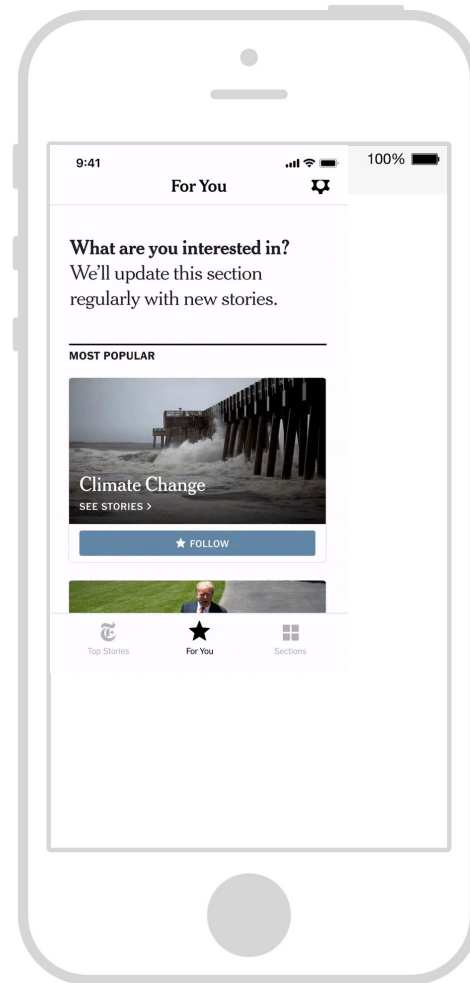 9:41
100%
For You
What are you interested in?
We’ll update this section
regularly with new stories.
MOST POPULAR
Climate Change
SEE STORIES >
★ FOLLOW
Top Stories
For You
Sections